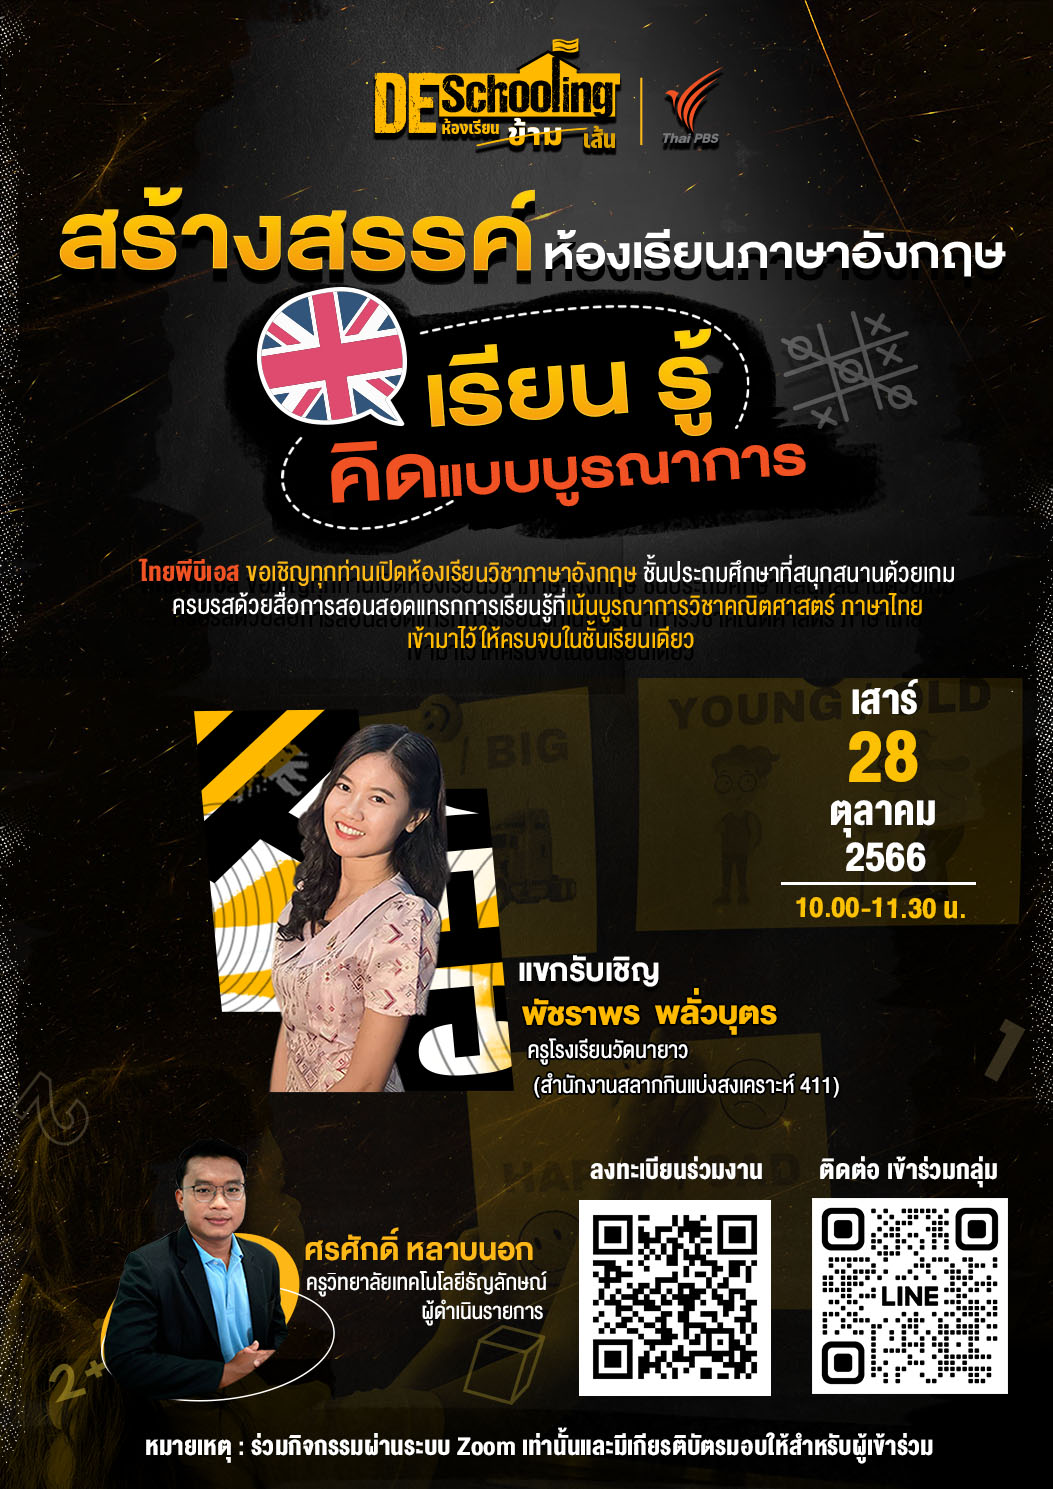 DESchooling
ห้องเรียน ข้าม เส้น
Thai PBS
สร้างสรรค์ ห้องเรียนภาษาอังกฤษ
เรียน รู้
คิดแบบบูรณาการ
ไทยพีบีเอส ขอเชิญทุกท่านเปิดห้องเรียนวิชาภาษาอังกฤษ ชั้นประถมศึกษาที่สนุกสนานด้วยเกม
ครบรสด้วยสื่อการสอนสอดแทรกการเรียนรู้ที่เน้นบูรณาการวิชาคณิตศาสตร์ ภาษาไทย
เข้ามาไว้ให้ครบจบในชั้นเรียนเดียว
/ BIG
YOUNG / OLD
เสาร์
28
ตุลาคม
2566
10.00-11.30 น.
แขกรับเชิญ
พัชราพร พลั่วบุตร
ครูโรงเรียนวัดนายาว
(สำนักงานสลากกินแบ่งสงเคราะห์ 411)
1
ลงทะเบียนร่วมงาน
ติดต่อ เข้าร่วมกลุ่ม
LINE
ศรศักดิ์ หลาบนอก
ครูวิทยาลัยเทคโนโลยีธัญลักษณ์
ผู้ดำเนินรายการ
2+
หมายเหตุ : ร่วมกิจกรรมผ่านระบบ Zoom เท่านั้นและมีเกียรติบัตรมอบให้สำหรับผู้เข้าร่วม